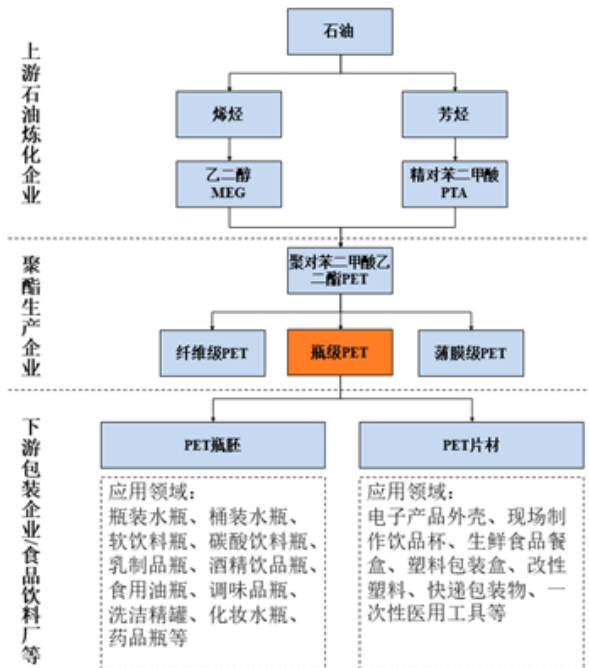 上游石油炼化企业
石油
烯烃
芳烃
乙二醇
MEG
精对苯二甲酸
PTA
聚酯生产企业
聚对苯二甲酸乙
二酯PET
纤维级PET
瓶级PET
薄膜级PET
下游包装企业/食品饮料厂等
PET瓶胚
PET片材
应用领域：
瓶装水瓶、桶装水瓶、
软饮料瓶、碳酸饮料瓶、
乳制品瓶、酒精饮品瓶、
食用油瓶、调味品瓶、
洗洁精罐、化妆水瓶、
药品瓶等
应用领域：
电子产品外壳、现场制
作饮品杯、生鲜食品餐
盒、塑料包装盒、改性
塑料、快递包装物、一
次性医用工具等